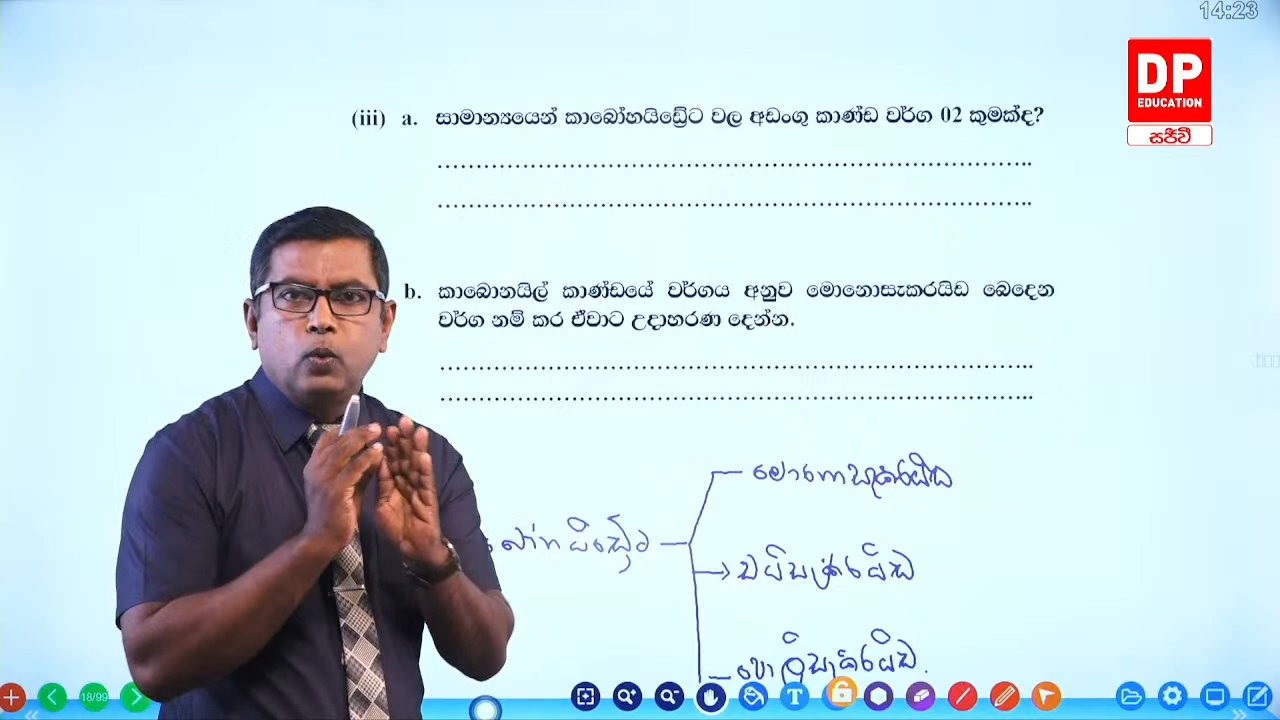 14:23
DP
EDUCATION
සජීවී
(iii) a. සාමාන්‍යයෙන් කාබෝහයිඩ්‍රේට වල අඩංගු කාණ්ඩ වර්ග 02 කුමක්ද?
b. කාබොනයිල් කාණ්ඩයේ වර්ගය අනුව මොනොසැකරයිඩ බෙදෙන
වර්ග නම් කර ඒවාට උදාහරණ දෙන්න.
මොනොසැකරයිඩ
ඩයිසැකරයිඩ
පොලිසැකරයිඩ.
18/99